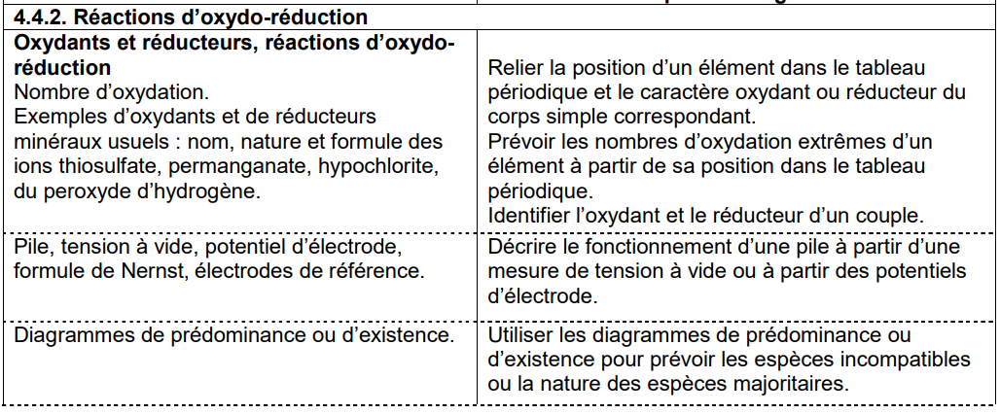 4.4.2. Réactions d’oxydo-réduction
Oxydants et réducteurs, réactions d’oxydo-
réduction
Nombre d’oxydation.
Exemples d’oxydants et de réducteurs
minéraux usuels : nom, nature et formule des
ions thiosulfate, permanganate, hypochlorite,
du peroxyde d’hydrogène.
Relier la position d’un élément dans le tableau
périodique et le caractère oxydant ou réducteur du
corps simple correspondant.
Prévoir les nombres d’oxydation extrêmes d’un
élément à partir de sa position dans le tableau
périodique.
Identifier l’oxydant et le réducteur d’un couple.
Pile, tension à vide, potentiel d’électrode,
formule de Nernst, électrodes de référence.
Décrire le fonctionnement d’une pile à partir d’une
mesure de tension à vide ou à partir des potentiels
d’électrode.
Diagrammes de prédominance ou d’existence.
Utiliser les diagrammes de prédominance ou
d’existence pour prévoir les espèces incompatibles
ou la nature des espèces majoritaires.